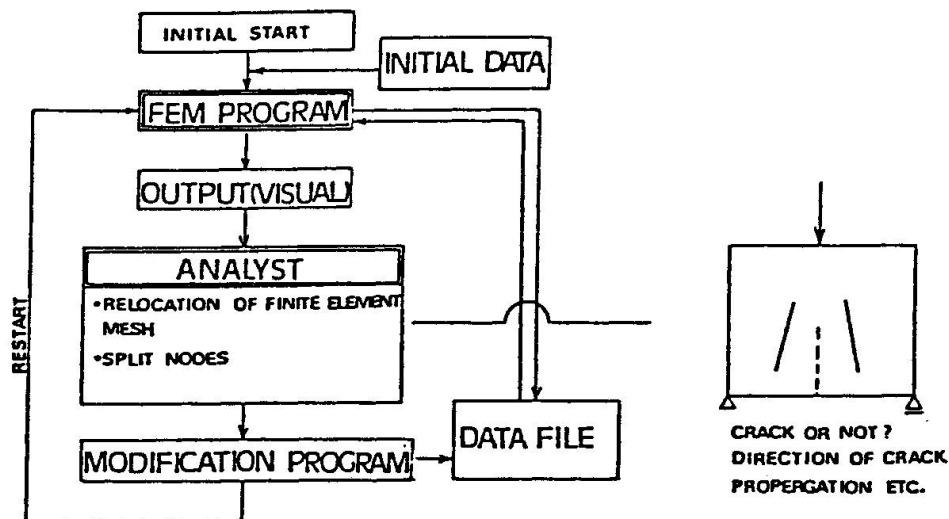 INITIAL START
INITIAL DATA
FEM PROGRAM
OUTPUT(VISUAL)
ANALYST
•RELOCATION OF FINITE ELEMENT
MESH
•SPLIT NODES
RESTART
MODIFICATION PROGRAM
DATA FILE
CRACK OR NOT?
DIRECTION OF CRACK
PROPERGATION ETC.